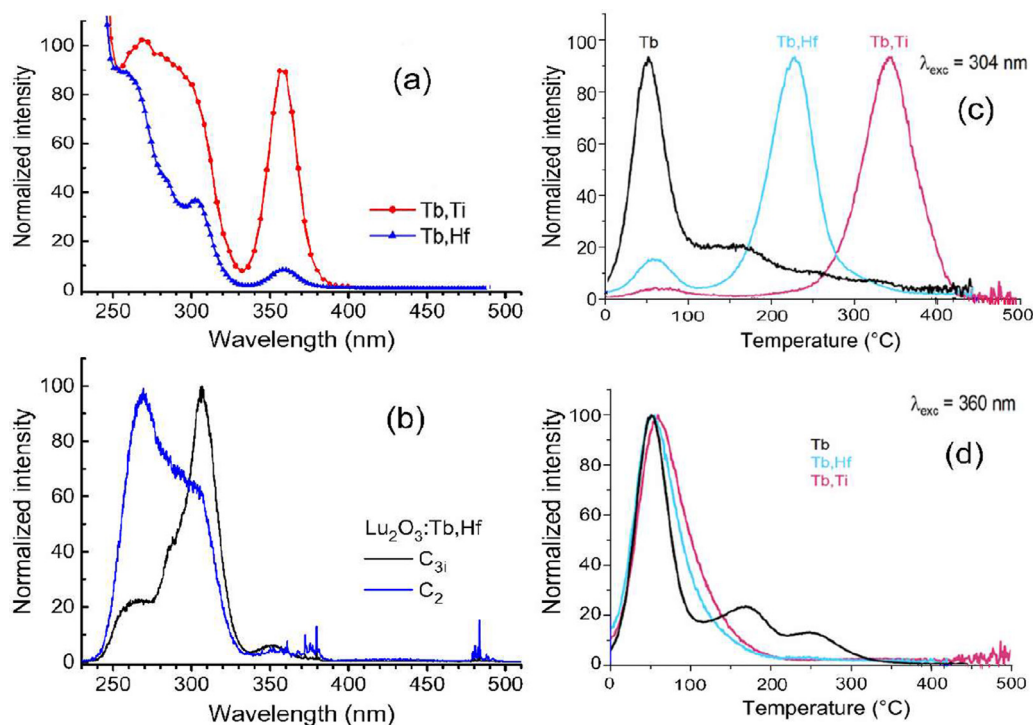 Normalized intensity
100
80
60
40
20
0
(a)
Tb,Ti
Tb,Hf
250 300 350 400 450 500
Wavelength (nm)
Normalized intensity
100
80
60
40
20
0
Tb
Tb,Hf
Tb,Ti
λexc = 304 nm
(c)
0 100 200 300 400 500
Temperature (°C)
Normalized intensity
100
80
60
40
20
0
(b)
Lu2O3:Tb,Hf
C3i
C2
250 300 350 400 450 500
Wavelength (nm)
Normalized intensity
100
80
60
40
20
0
λexc = 360 nm
(d)
Tb
Tb,Hf
Tb,Ti
0 100 200 300 400 500
Temperature (°C)